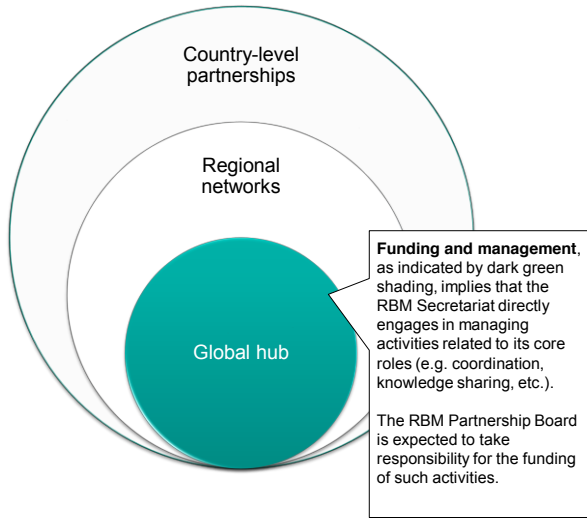 Country-level
partnerships
Regional
networks
Global hub
Funding and management,
as indicated by dark green
shading, implies that the
RBM Secretariat directly
engages in managing
activities related to its core
roles (e.g. coordination,
knowledge sharing, etc.).
The RBM Partnership Board
is expected to take
responsibility for the funding
of such activities.